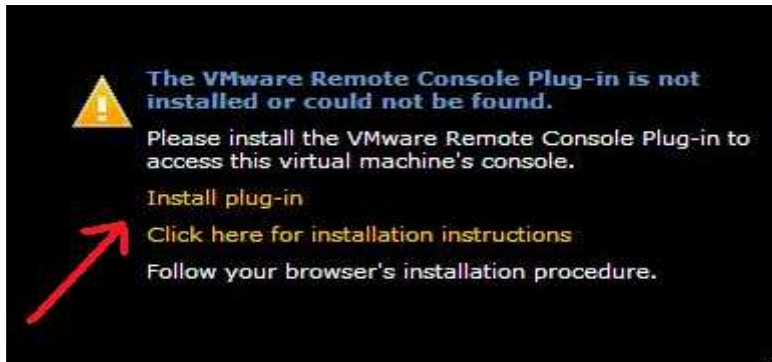 The VMware Remote Console Plug-in is not
installed or could not be found.
Please install the VMware Remote Console Plug-in to
access this virtual machine's console.
Install plug-in
Click here for installation instructions
Follow your browser's installation procedure.